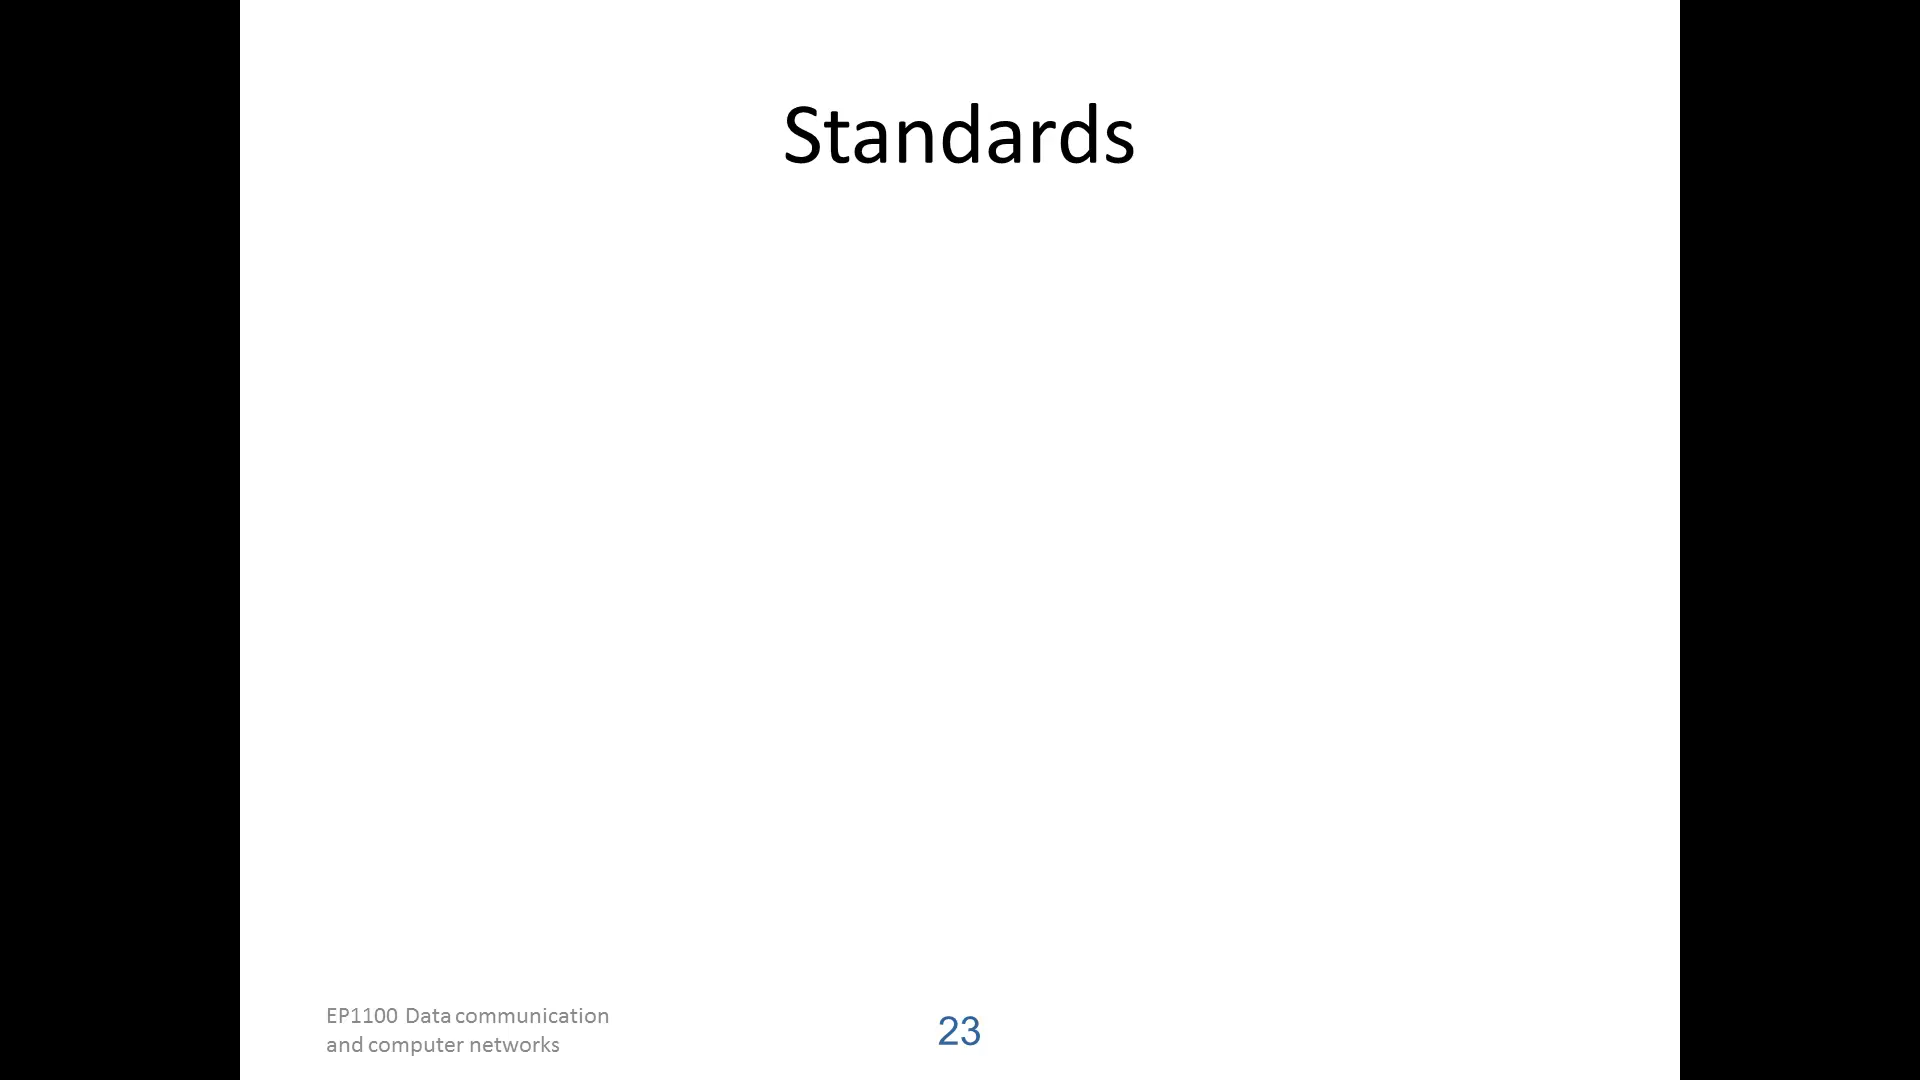 Standards
EP1100 Data communication
and computer networks
23